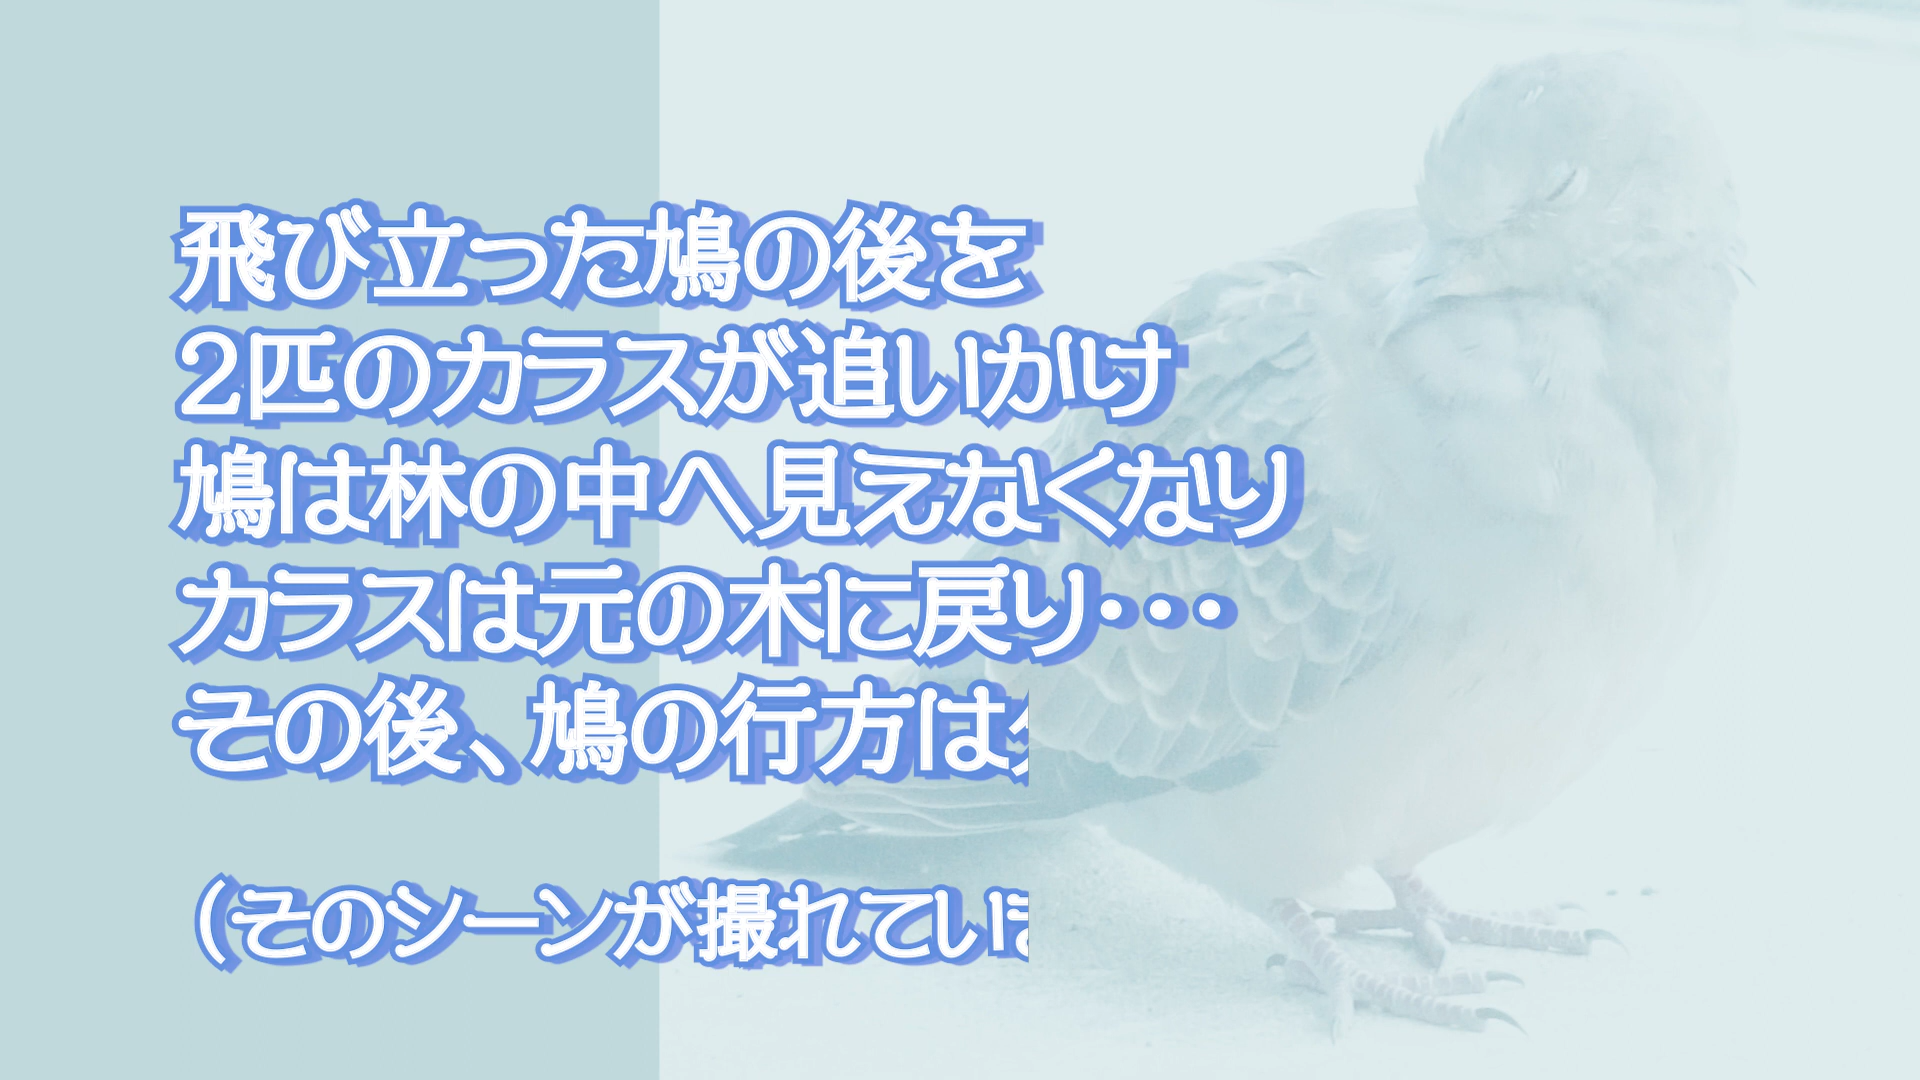 飛び立った鳩の後を
2匹のカラスが追いかけ
鳩は林の中へ見えなくなり
カラスは元の木に戻り・・・
その後、鳩の行方は
（そのシーンが撮れてい